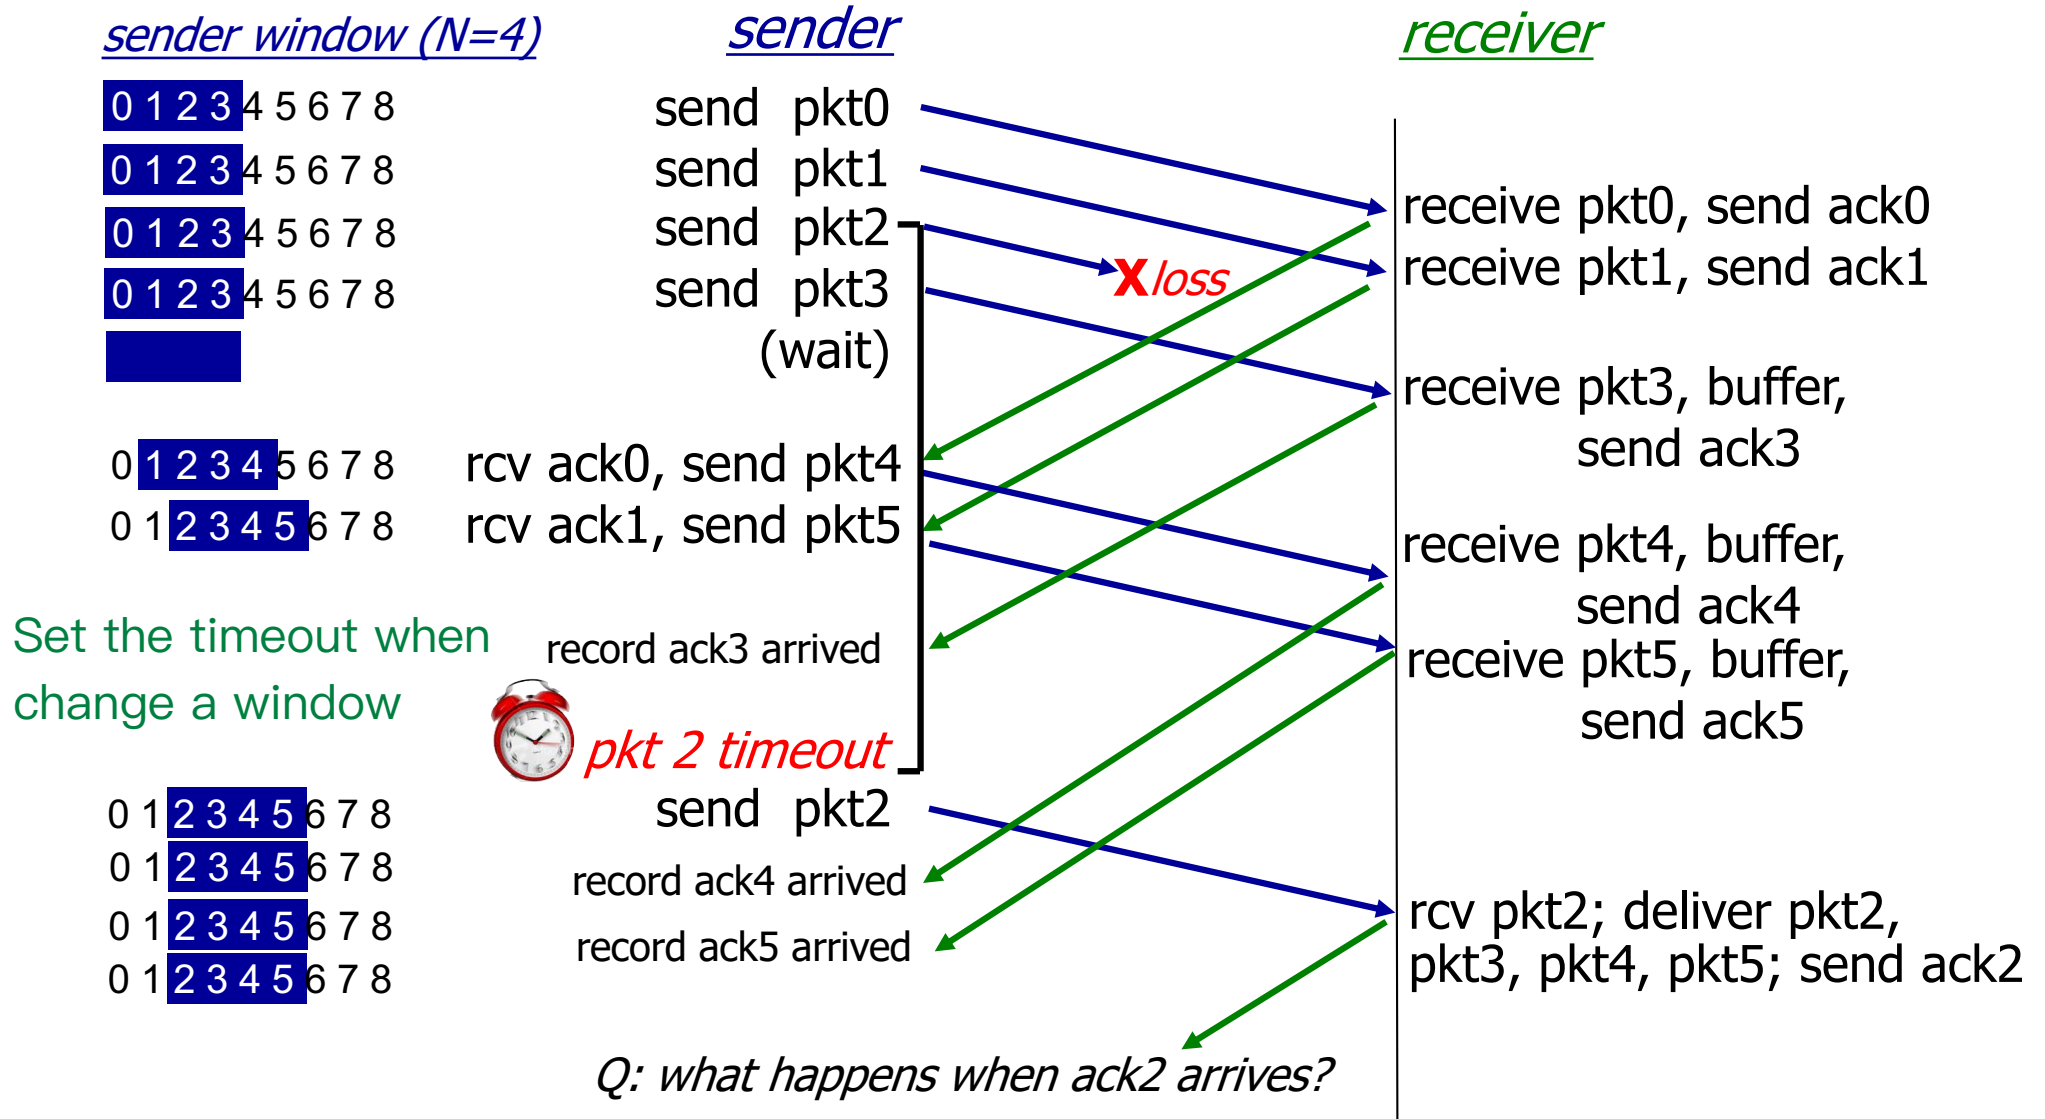 sender window (N=4)
sender
receiver
0 1 2 3 4 5 6 7 8
send pkt0
0 1 2 3 4 5 6 7 8
send pkt1
receive pkt0, send ack0
0 1 2 3 4 5 6 7 8
send pkt2
receive pkt1, send ack1
X loss
0 1 2 3 4 5 6 7 8
send pkt3
(wait)
receive pkt3, buffer,
send ack3
0 1 2 3 4 5 6 7 8
rcv ack0, send pkt4
0 1 2 3 4 5 6 7 8
rcv ack1, send pkt5
receive pkt4, buffer,
send ack4
Set the timeout when
change a window
record ack3 arrived
receive pkt5, buffer,
send ack5
pkt 2 timeout
0 1 2 3 4 5 6 7 8
send pkt2
0 1 2 3 4 5 6 7 8
record ack4 arrived
0 1 2 3 4 5 6 7 8
record ack5 arrived
rcv pkt2; deliver pkt2,
pkt3, pkt4, pkt5; send ack2
0 1 2 3 4 5 6 7 8
Q: what happens when ack2 arrives?